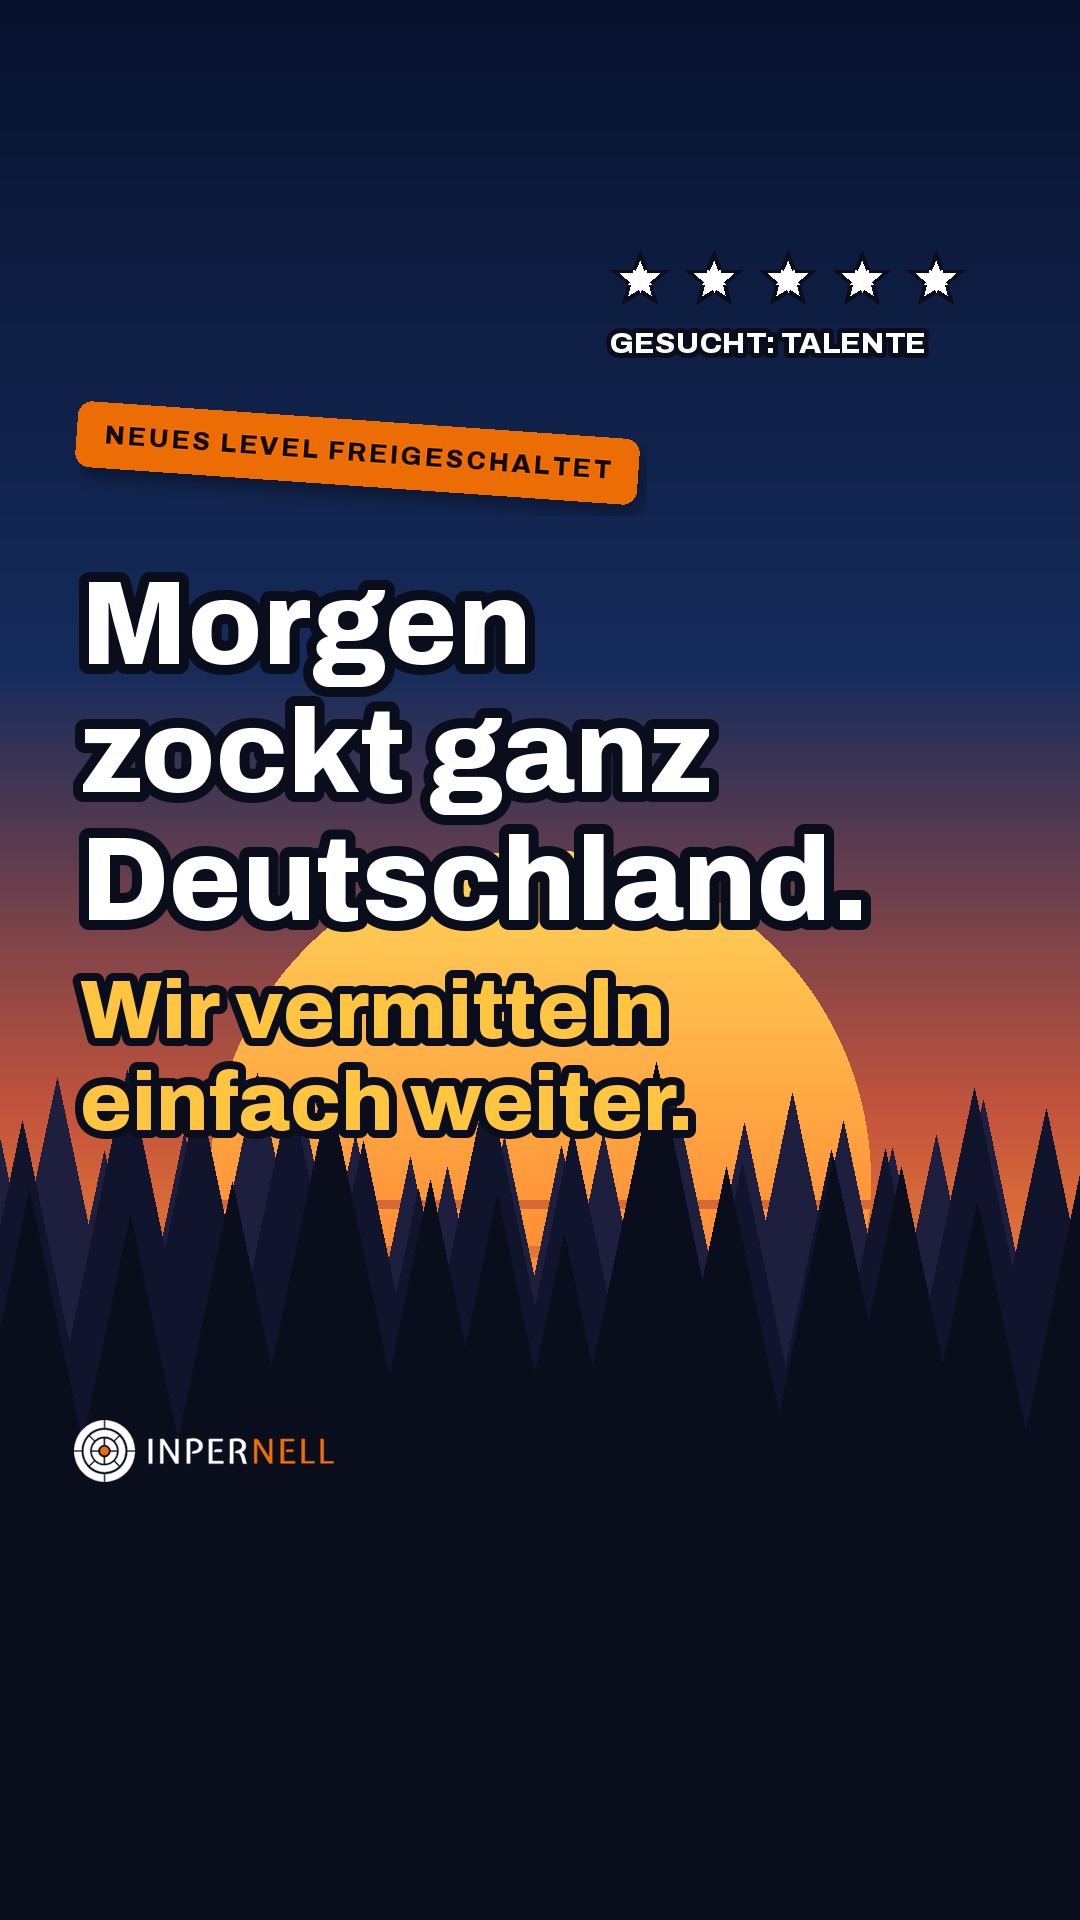 GESUCHT: TALENTE
NEUES LEVEL FREIGESCHALTET
Morgen
zockt ganz
Deutschland.
Wir vermitteln
einfach weiter.
INPERNELL